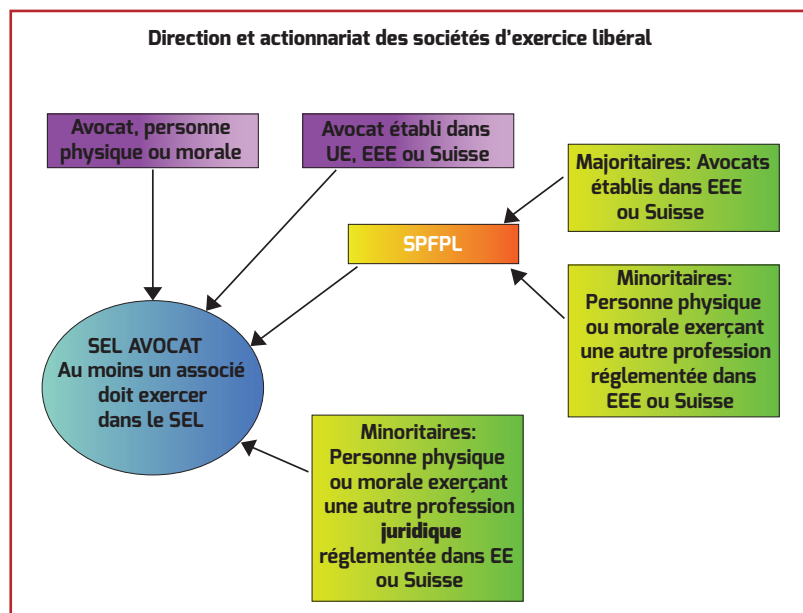 Direction et actionnariat des sociétés d'exercice libéral
Avocat, personne
physique ou morale
Avocat établi dans
UE, EEE ou Suisse
Majoritaires: Avocats
établis dans EEE
ou Suisse
SPFPL
Minoritaires:
Personne physique
ou morale exerçant
une autre profession
réglementée dans
EEE ou Suisse
SEL AVOCAT
Au moins un associé
doit exercer
dans le SEL
Minoritaires:
Personne physique
ou morale exerçant
une autre profession
juridique
réglementée dans EE
ou Suisse